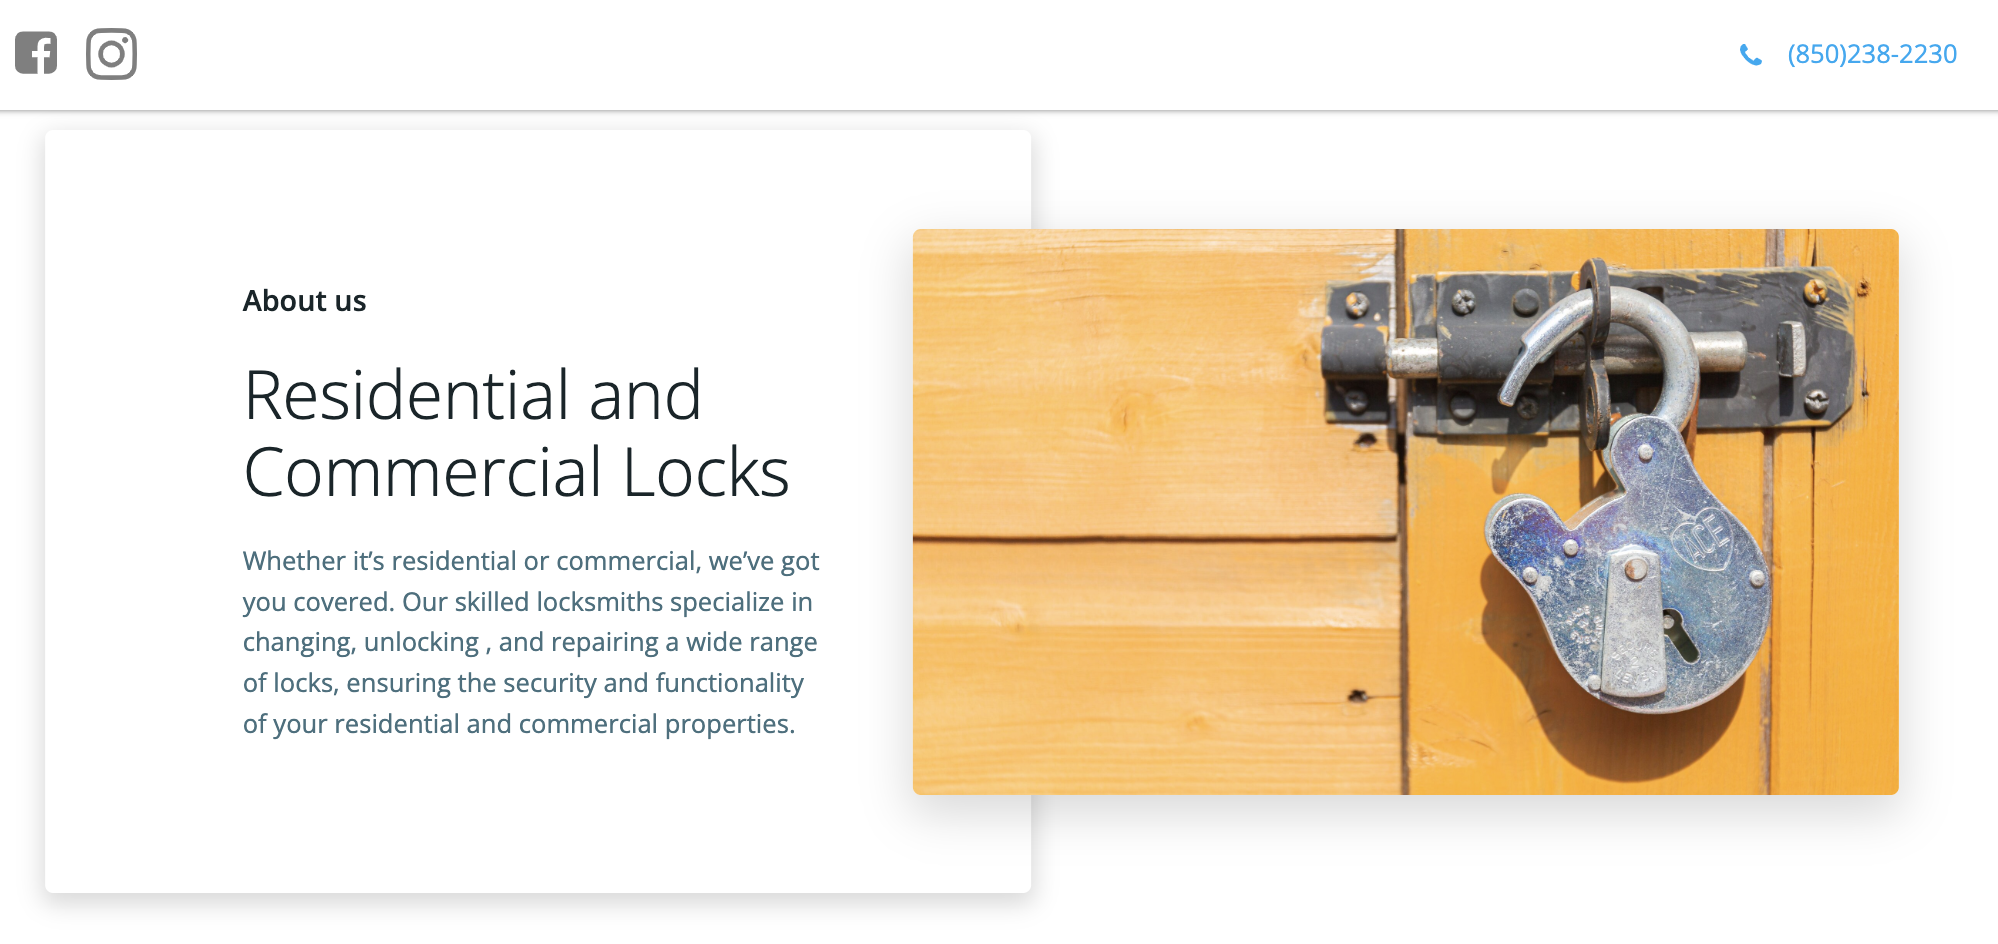 (850)238-2230
About us
Residential and
Commercial Locks
Whether it’s residential or commercial, we’ve got
you covered. Our skilled locksmiths specialize in
changing, unlocking , and repairing a wide range
of locks, ensuring the security and functionality
of your residential and commercial properties.
ACE